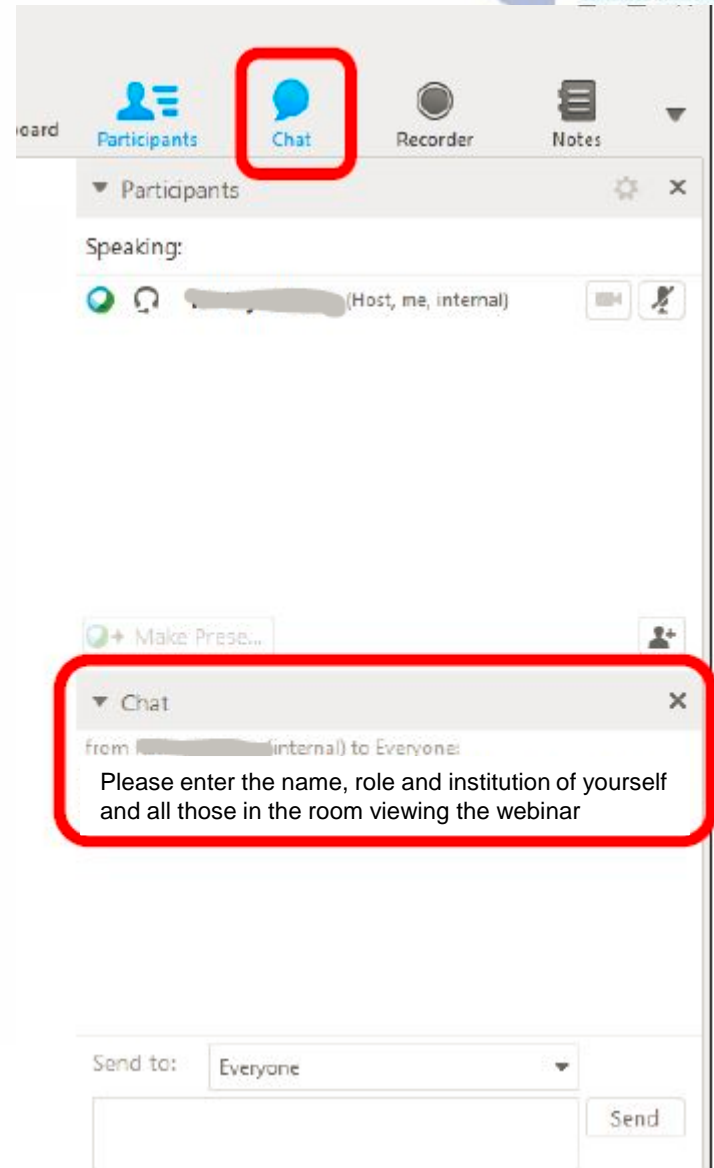 Participants Chat Recorder Notes
Participants
Speaking:
(Host, me, internal)
Make Prese...
Chat
from internal) to Everyone:
Please enter the name, role and institution of yourself
and all those in the room viewing the webinar
Send to: Everyone
Send